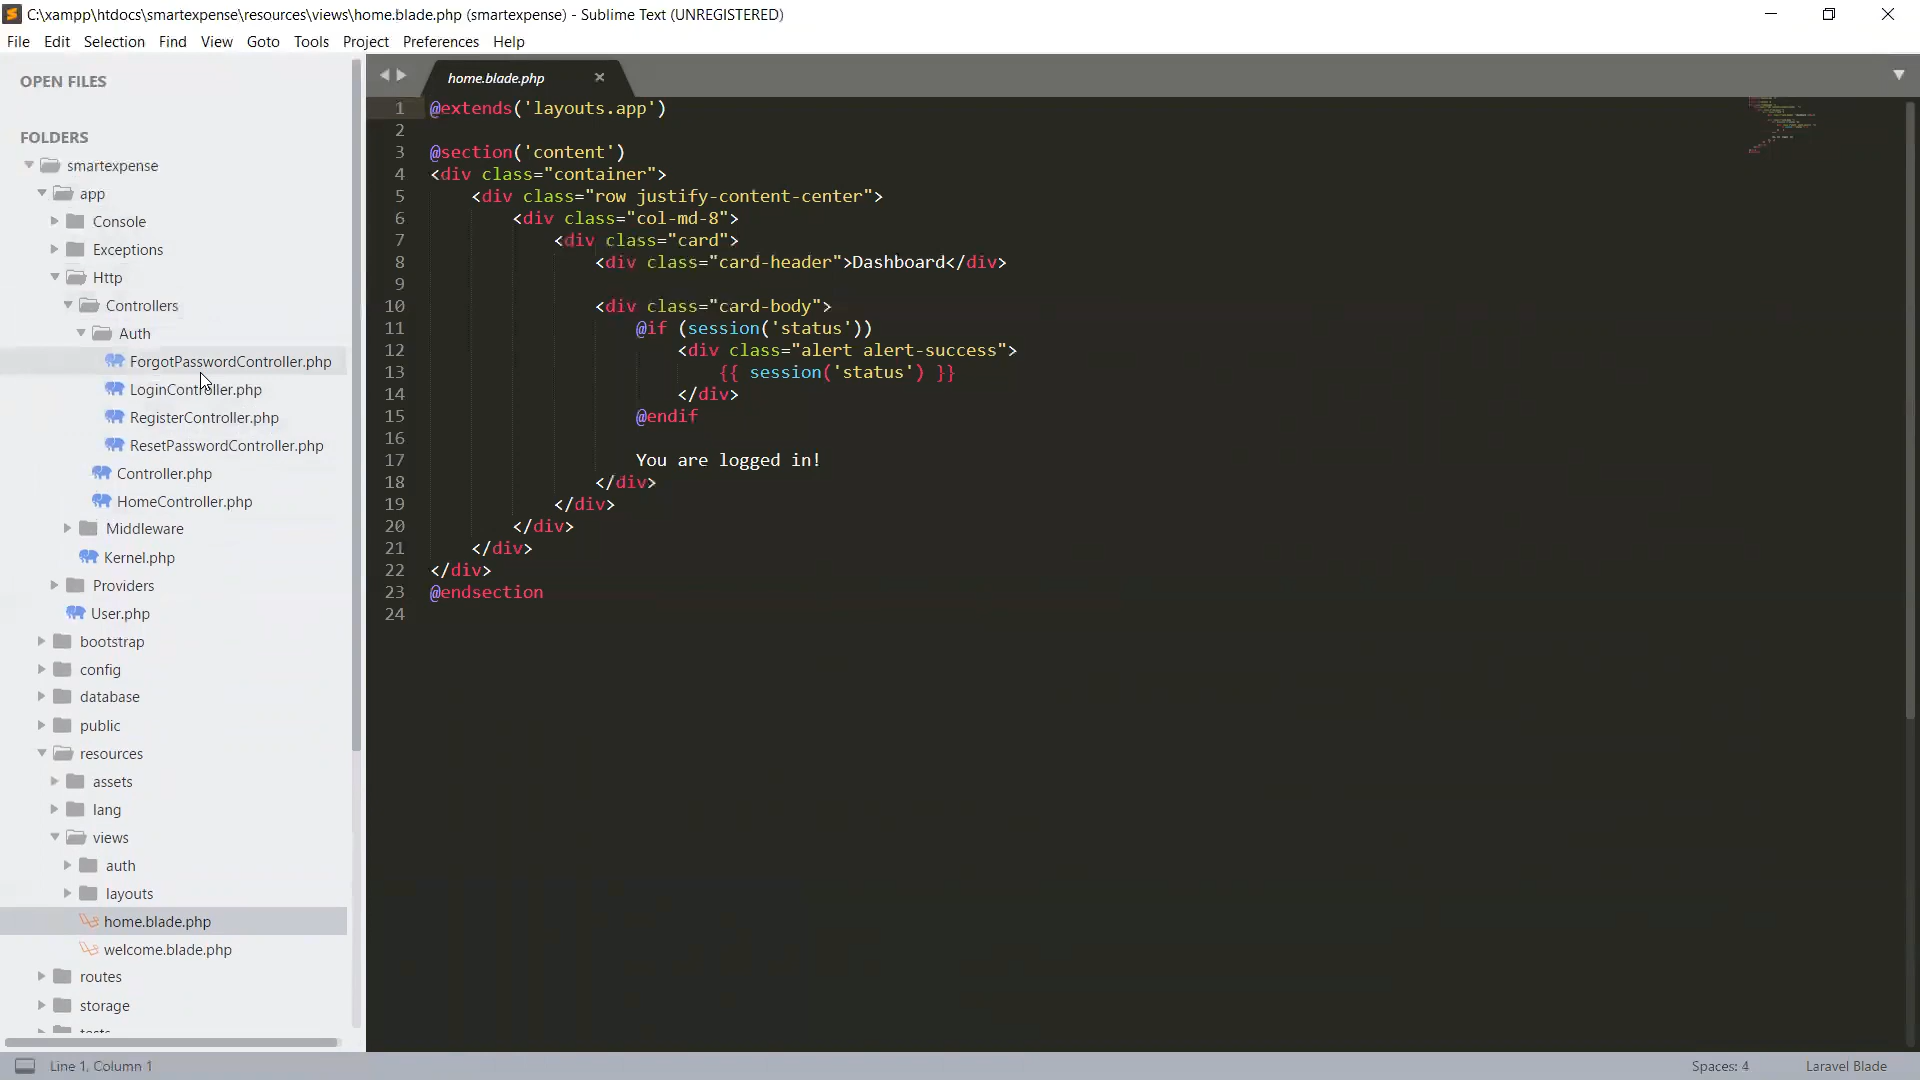 C:\xampp\htdocs\smartexpense\resources\views\home.blade.php (smartexpense) - Sublime Text (UNREGISTERED)
File Edit Selection Find View Goto Tools Project Preferences Help
OPEN FILES
FOLDERS
smartexpense
app
Console
Exceptions
Http
Controllers
Auth
ForgotPasswordController.php
LoginController.php
RegisterController.php
ResetPasswordController.php
Controller.php
HomeController.php
Middleware
Kernel.php
Providers
User.php
bootstrap
config
database
public
resources
assets
lang
views
auth
layouts
home.blade.php
welcome.blade.php
routes
storage
tests
home.blade.php
1 @extends('layouts.app')
2
3 @section('content')
4 <div class="container">
5     <div class="row justify-content-center">
6         <div class="col-md-8">
7             <div class="card">
8                 <div class="card-header">Dashboard</div>
9
10                 <div class="card-body">
11                     @if (session('status'))
12                         <div class="alert alert-success">
13                             {{ session('status') }}
14                         </div>
15                     @endif
16
17                     You are logged in!
18                 </div>
19             </div>
20         </div>
21     </div>
22 </div>
23 @endsection
24
Line 1, Column 1
Spaces: 4
Laravel Blade